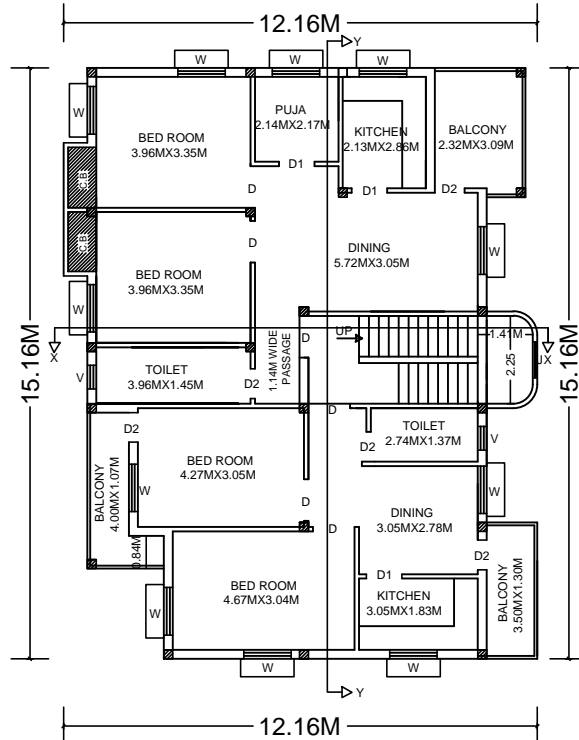 12.16M
Y
W
W
W
W
PUJA
2.14MX2.17M
BED ROOM
3.96MX3.35M
KITCHEN
2.13MX2.86M
BALCONY
2.32MX3.09M
C.B.
D1
D
D1
D2
C.B.
D
DINING
5.72MX3.05M
W
BED ROOM
3.96MX3.35M
W
15.16M
15.16M
X
UP
D
1.41M
X
2.25
1.14M WIDE
PASSAGE
TOILET
3.96MX1.45M
V
D2
D
TOILET
2.74MX1.37M
V
D2
D2
BALCONY
4.00MX1.07M
BED ROOM
4.27MX3.05M
W
D
W
DINING
3.05MX2.78M
D
D2
0.84M
BED ROOM
4.67MX3.04M
D1
KITCHEN
3.05MX1.83M
BALCONY
3.50MX1.30M
W
W
W
Y
12.16M